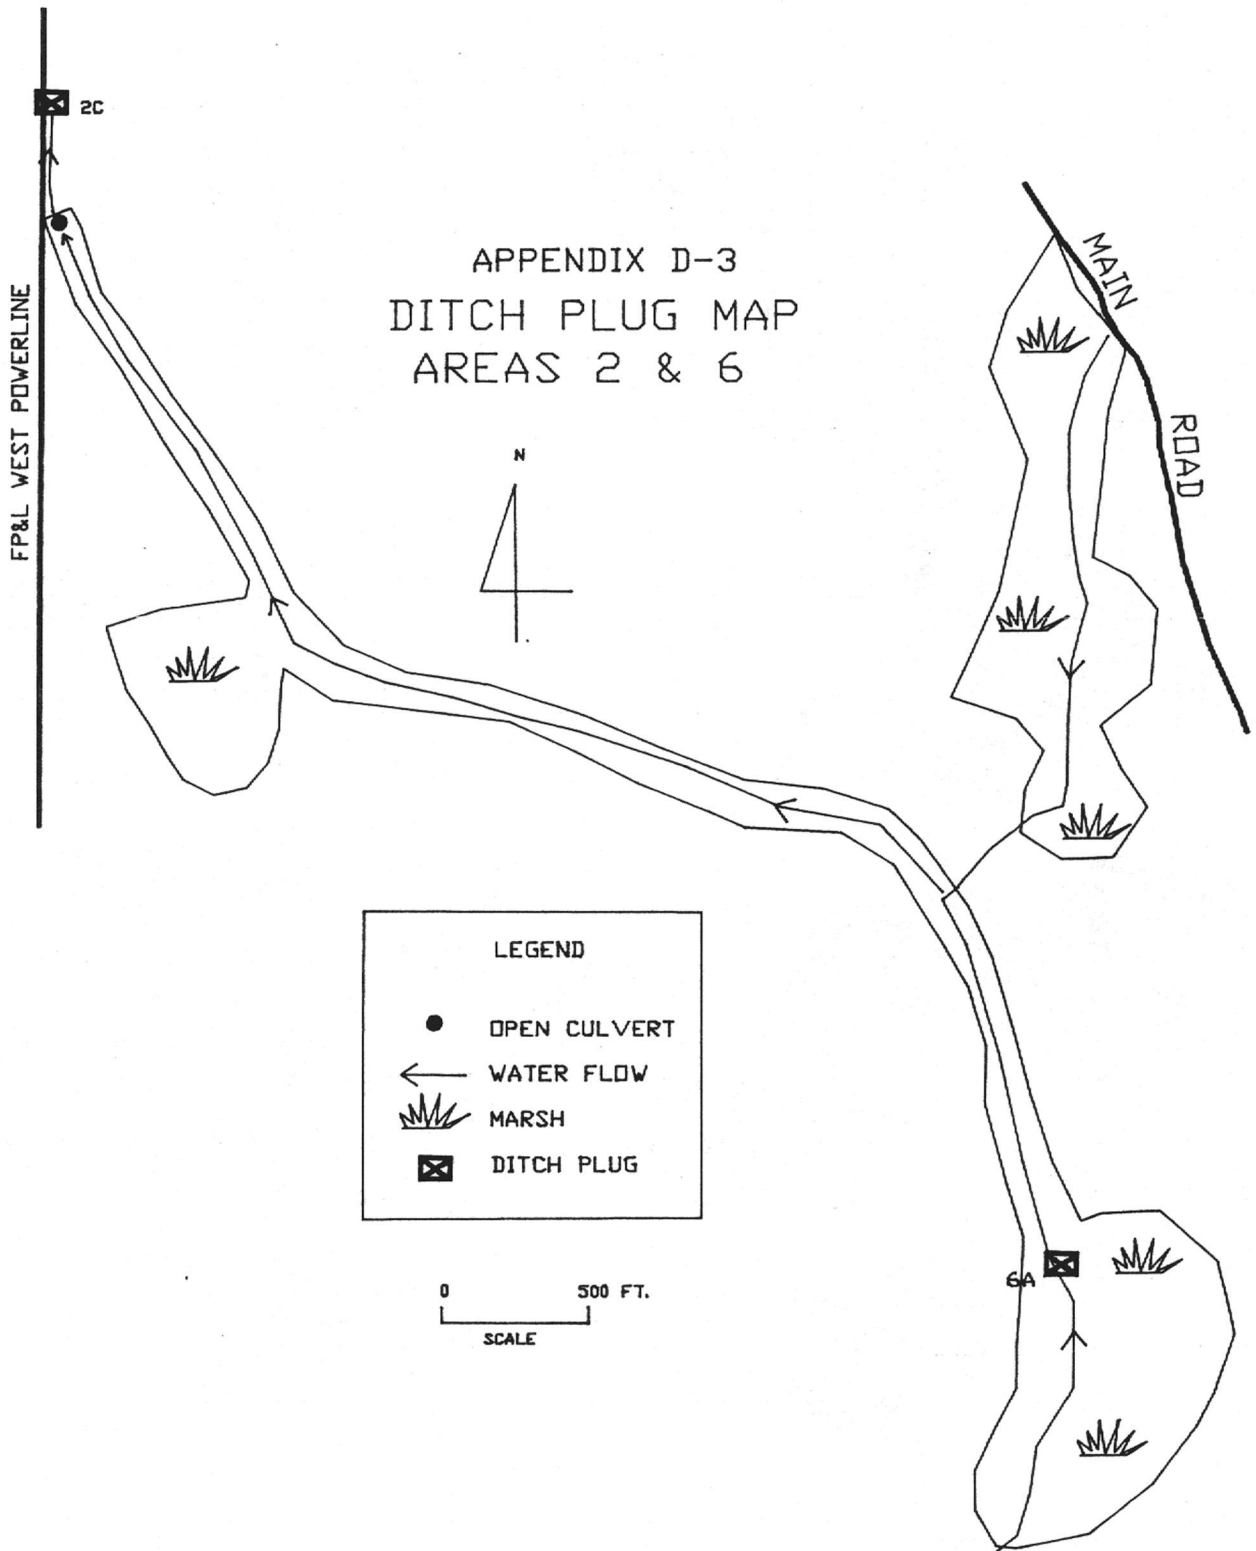 2C
FP&L WEST POWERLINE
APPENDIX D-3
DITCH PLUG MAP
AREAS 2 & 6
MAIN
ROAD
N
LEGEND
OPEN CULVERT
WATER FLOW
MARSH
DITCH PLUG
6A
0 500 FT.
SCALE